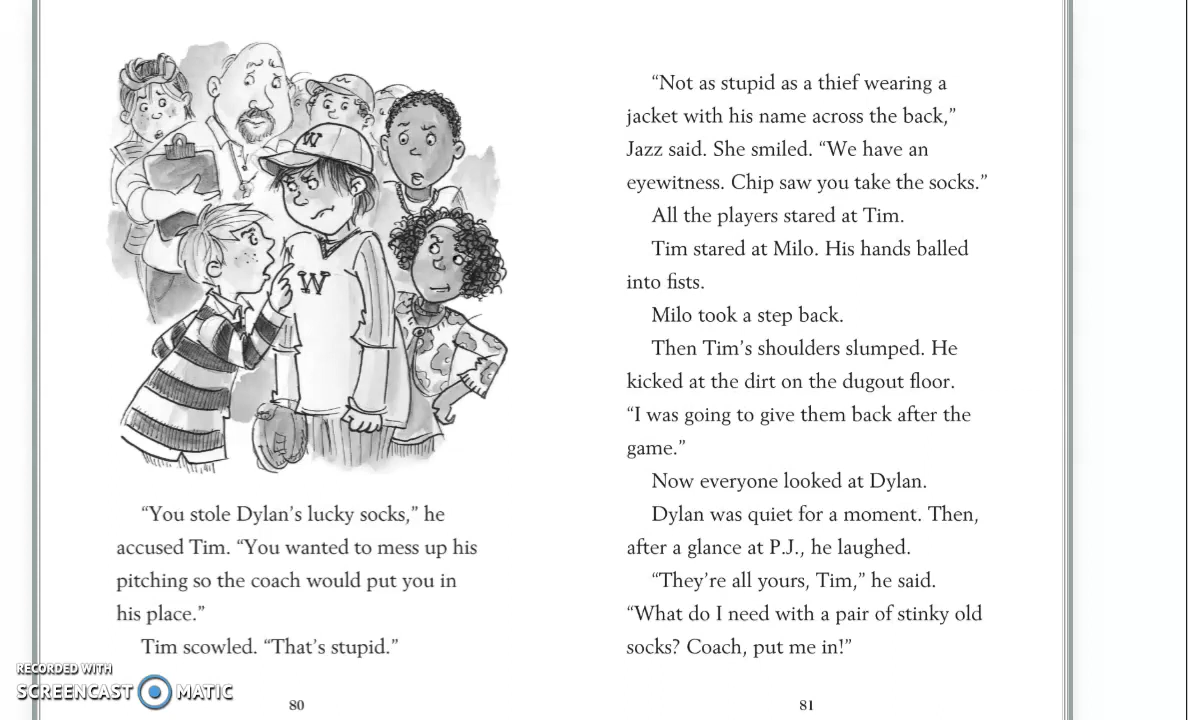 W
W
“You stole Dylan’s lucky socks,” he
accused Tim. “You wanted to mess up his
pitching so the coach would put you in
his place.”
Tim scowled. “That’s stupid.”
RECORDED WITH
SCREENCAST MATIC
80
“Not as stupid as a thief wearing a
jacket with his name across the back,”
Jazz said. She smiled. “We have an
eyewitness. Chip saw you take the socks.”
All the players stared at Tim.
Tim stared at Milo. His hands balled
into fists.
Milo took a step back.
Then Tim’s shoulders slumped. He
kicked at the dirt on the dugout floor.
“I was going to give them back after the
game.”
Now everyone looked at Dylan.
Dylan was quiet for a moment. Then,
after a glance at P.J., he laughed.
“They’re all yours, Tim,” he said.
“What do I need with a pair of stinky old
socks? Coach, put me in!”
81